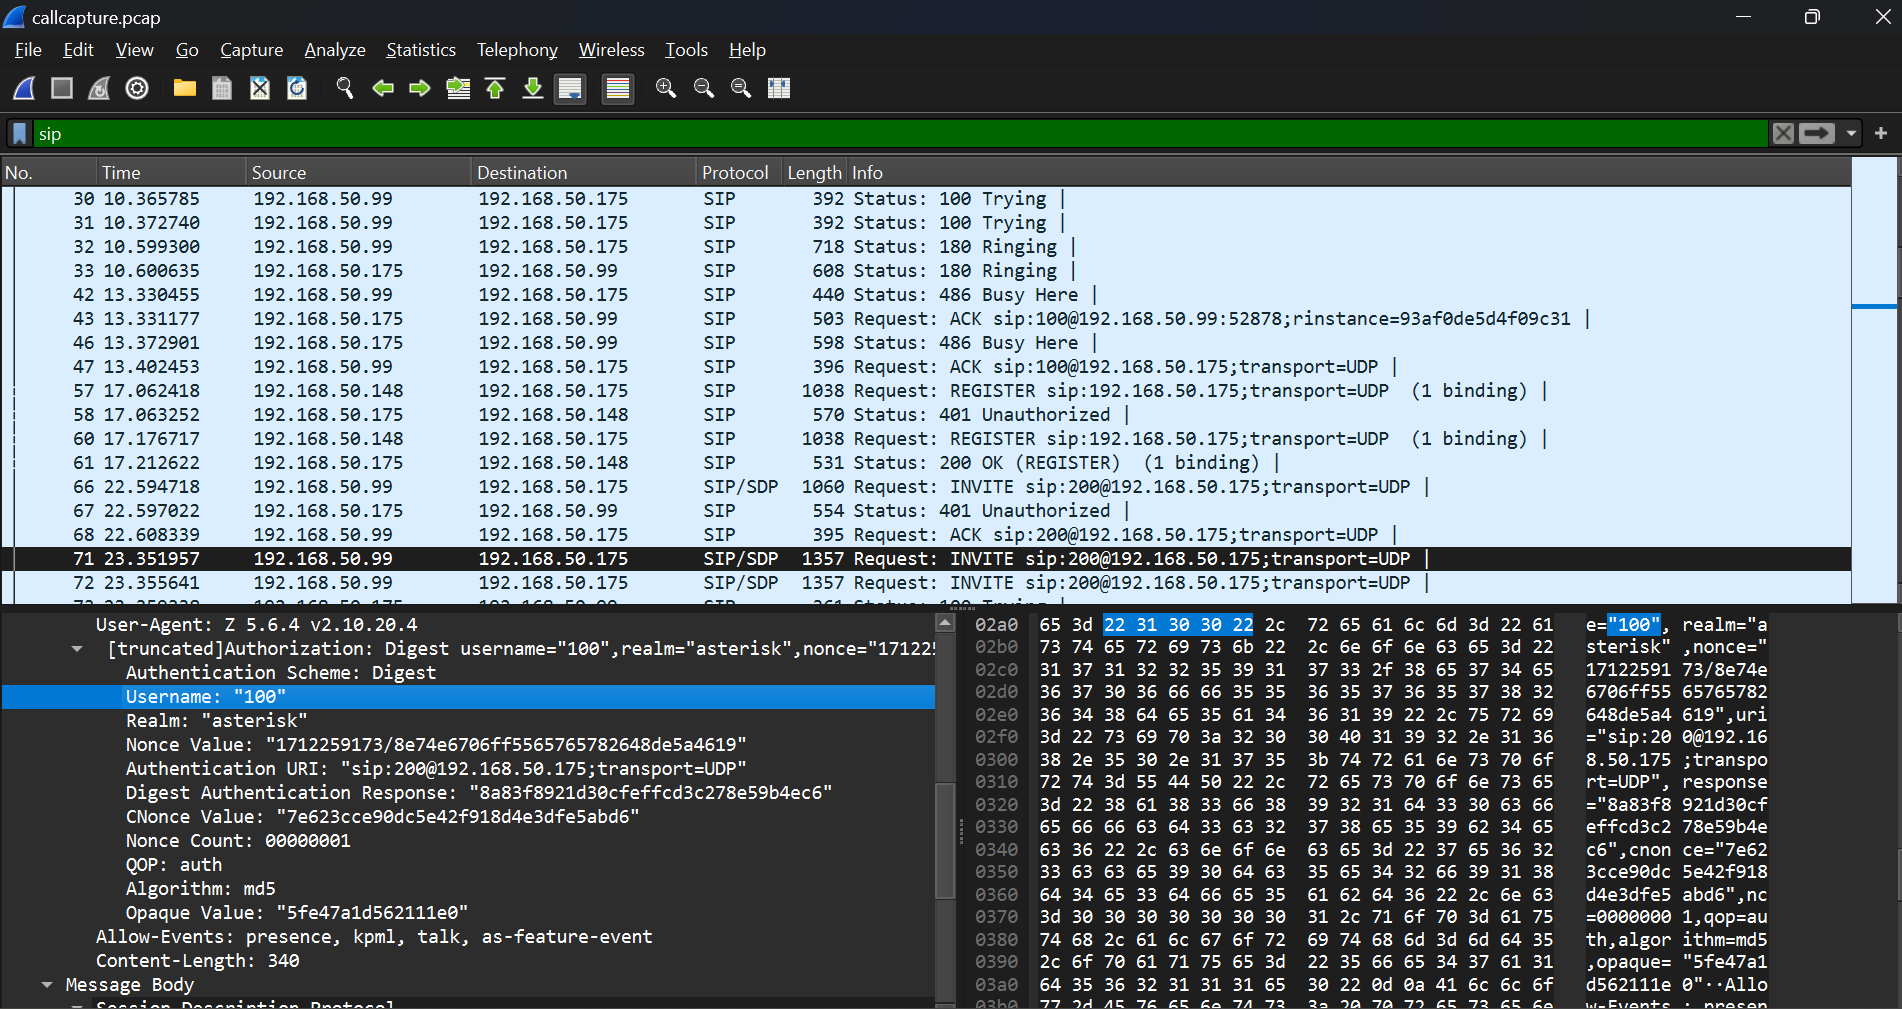 callcapture.pcap
File Edit View Go Capture Analyze Statistics Telephony Wireless Tools Help
sip
No. Time Source Destination Protocol Length Info
30 10.365785 192.168.50.99 192.168.50.175 SIP 392 Status: 100 Trying |
31 10.372740 192.168.50.99 192.168.50.175 SIP 392 Status: 100 Trying |
32 10.599300 192.168.50.99 192.168.50.175 SIP 718 Status: 180 Ringing |
33 10.600635 192.168.50.175 192.168.50.99 SIP 608 Status: 180 Ringing |
42 13.330455 192.168.50.99 192.168.50.175 SIP 440 Status: 486 Busy Here |
43 13.331177 192.168.50.175 192.168.50.99 SIP 503 Request: ACK sip:100@192.168.50.99:52878;rinstance=93af0de5d4f09c31 |
46 13.372901 192.168.50.175 192.168.50.99 SIP 598 Status: 486 Busy Here |
47 13.402453 192.168.50.99 192.168.50.175 SIP 396 Request: ACK sip:100@192.168.50.175;transport=UDP |
57 17.062418 192.168.50.148 192.168.50.175 SIP 1038 Request: REGISTER sip:192.168.50.175;transport=UDP (1 binding) |
58 17.063252 192.168.50.175 192.168.50.148 SIP 570 Status: 401 Unauthorized |
60 17.176717 192.168.50.148 192.168.50.175 SIP 1038 Request: REGISTER sip:192.168.50.175;transport=UDP (1 binding) |
61 17.212622 192.168.50.175 192.168.50.148 SIP 531 Status: 200 OK (REGISTER) (1 binding) |
66 22.594718 192.168.50.99 192.168.50.175 SIP/SDP 1060 Request: INVITE sip:200@192.168.50.175;transport=UDP |
67 22.597022 192.168.50.175 192.168.50.99 SIP 554 Status: 401 Unauthorized |
68 22.608339 192.168.50.99 192.168.50.175 SIP 395 Request: ACK sip:200@192.168.50.175;transport=UDP |
71 23.351957 192.168.50.99 192.168.50.175 SIP/SDP 1357 Request: INVITE sip:200@192.168.50.175;transport=UDP |
72 23.355641 192.168.50.99 192.168.50.175 SIP/SDP 1357 Request: INVITE sip:200@192.168.50.175;transport=UDP |
User-Agent: Z 5.6.4 v2.10.20.4
[truncated]Authorization: Digest username="100",realm="asterisk",nonce="17122
Authentication Scheme: Digest
Username: "100"
Realm: "asterisk"
Nonce Value: "1712259173/8e74e6706ff5565765782648de5a4619"
Authentication URI: "sip:200@192.168.50.175;transport=UDP"
Digest Authentication Response: "8a83f8921d30cfeffcd3c278e59b4ec6"
CNonce Value: "7e623cce90dc5e42f918d4e3dfe5abd6"
Nonce Count: 00000001
QOP: auth
Algorithm: md5
Opaque Value: "5fe47a1d562111e0"
Allow-Events: presence, kpml, talk, as-feature-event
Content-Length: 340
Message Body
Session Description Protocol
02a0 65 3d 22 31 30 30 22 2c 72 65 61 6c 6d 3d 22 61 e="100", realm="a
02b0 73 74 65 72 69 73 6b 22 2c 6e 6f 6e 63 65 3d 22 sterisk" ,nonce="
02c0 31 37 31 32 32 35 39 31 37 33 2f 38 65 37 34 65 17122591 73/8e74e
02d0 36 37 30 36 66 66 35 35 36 35 37 36 35 37 38 32 6706ff55 65765782
02e0 36 34 38 64 65 35 61 34 36 31 39 22 2c 75 72 69 648de5a4 619",uri
02f0 3d 22 73 69 70 3a 32 30 30 40 31 39 32 2e 31 36 ="sip:20 0@192.16
0300 38 2e 35 30 2e 31 37 35 3b 74 72 61 6e 73 70 6f 8.50.175 ;transpo
0310 72 74 3d 55 44 50 22 2c 72 65 73 70 6f 6e 73 65 rt=UDP", response
0320 3d 22 38 61 38 33 66 38 39 32 31 64 33 30 63 66 ="8a83f8 921d30cf
0330 65 66 66 63 64 33 63 32 37 38 65 35 39 62 34 65 effcd3c2 78e59b4e
0340 63 36 22 2c 63 6e 6f 6e 63 65 3d 22 37 65 36 32 c6",cnon ce="7e62
0350 33 63 63 65 39 30 64 63 35 65 34 32 66 39 31 38 3cce90dc 5e42f918
0360 64 34 65 33 64 66 65 35 61 62 64 36 22 2c 6e 63 d4e3dfe5 abd6",nc
0370 3d 30 30 30 30 30 30 30 31 2c 71 6f 70 3d 61 75 =0000000 1,qop=au
0380 74 68 2c 61 6c 67 6f 72 69 74 68 6d 3d 6d 64 35 th,algor ithm=md5
0390 2c 6f 70 61 71 75 65 3d 22 35 66 65 34 37 61 31 ,opaque= "5fe47a1
03a0 64 35 36 32 31 31 31 65 30 22 0d 0a 41 6c 6c 6f d562111e 0"··Allo
03b0 77 2d 45 76 65 6e 74 73 3a 20 70 72 65 73 65 6e w-Events : presen